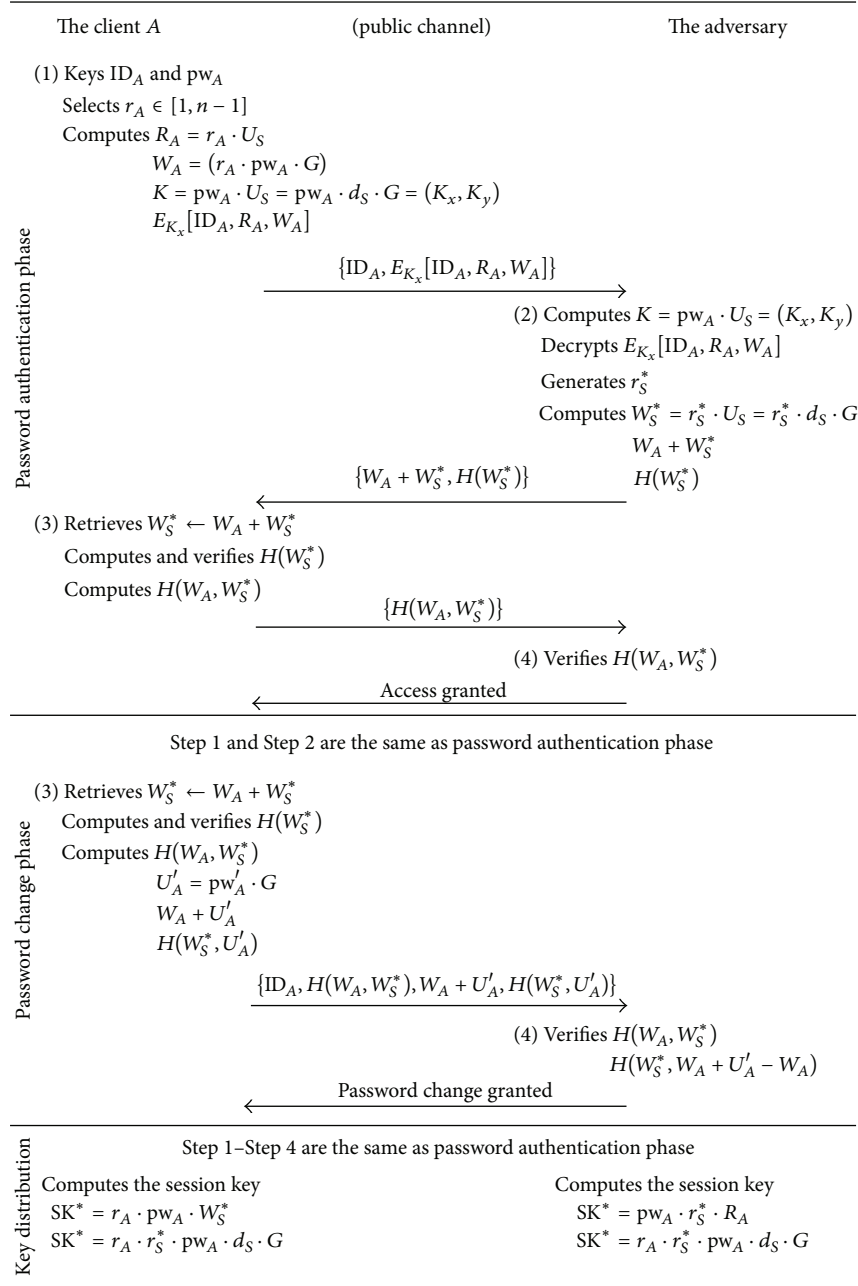 The client A (public channel) The adversary
(1) Keys ID_A and pw_A
Selects r_A ∈ [1, n − 1]
Computes R_A = r_A · U_S
W_A = (r_A · pw_A · G)
K = pw_A · U_S = pw_A · d_S · G = (K_x, K_y)
E_{K_x}[ID_A, R_A, W_A]
{ID_A, E_{K_x}[ID_A, R_A, W_A]}
(2) Computes K = pw_A · U_S = (K_x, K_y)
Decrypts E_{K_x}[ID_A, R_A, W_A]
Generates r_S^*
Computes W_S^* = r_S^* · U_S = r_S^* · d_S · G
W_A + W_S^*
H(W_S^*)
{W_A + W_S^*, H(W_S^*)}
(3) Retrieves W_S^* ← W_A + W_S^*
Computes and verifies H(W_S^*)
Computes H(W_A, W_S^*)
{H(W_A, W_S^*)}
(4) Verifies H(W_A, W_S^*)
Access granted
Password authentication phase
Step 1 and Step 2 are the same as password authentication phase
(3) Retrieves W_S^* ← W_A + W_S^*
Computes and verifies H(W_S^*)
Computes H(W_A, W_S^*)
U′_A = pw′_A · G
W_A + U′_A
H(W_S^*, U′_A)
{ID_A, H(W_A, W_S^*), W_A + U′_A, H(W_S^*, U′_A)}
(4) Verifies H(W_A, W_S^*)
H(W_S^*, W_A + U′_A − W_A)
Password change granted
Password change phase
Step 1–Step 4 are the same as password authentication phase
Computes the session key Computes the session key
SK^* = r_A · pw_A · W_S^* SK^* = pw_A · r_S^* · R_A
SK^* = r_A · r_S^* · pw_A · d_S · G SK^* = r_A · r_S^* · pw_A · d_S · G
Key distribution